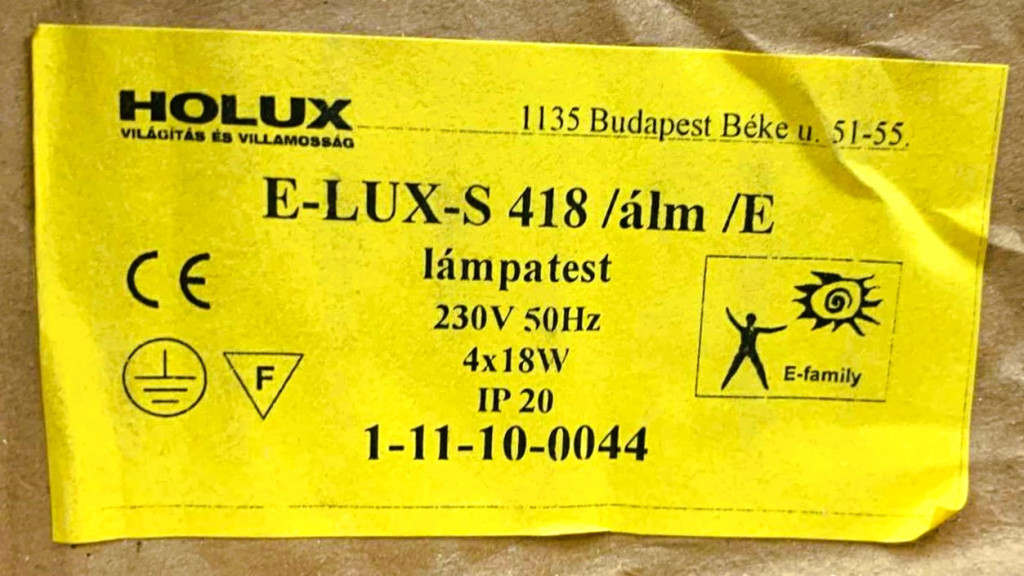 HOLUX
VILÁGÍTÁS ÉS VILLAMOSSÁG
1135 Budapest Béke u. 51-55.
E-LUX-S 418 /álm /E
lámpatest
230V 50Hz
4x18W
IP 20
1-11-10-0044
CE
F
E-family